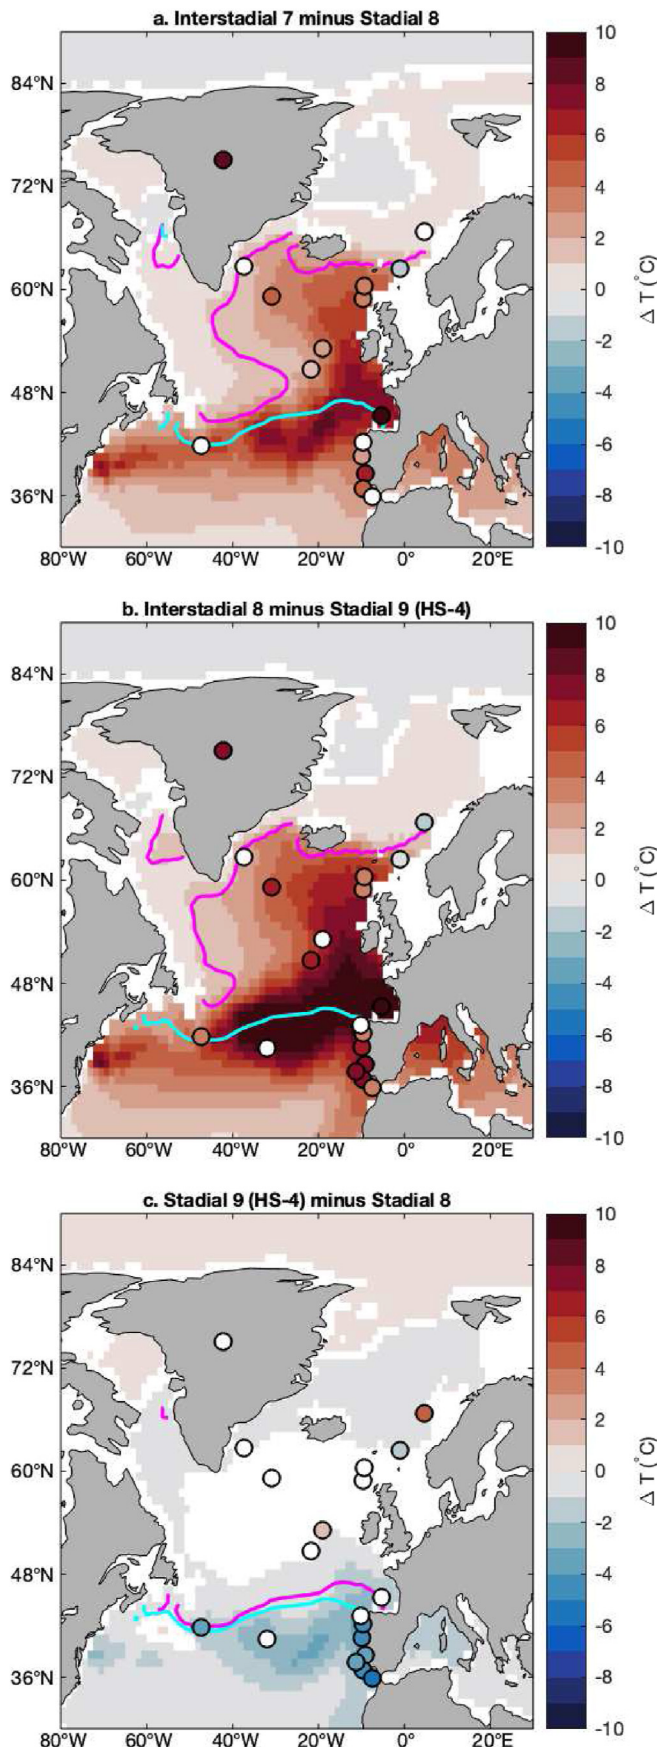 a. Interstadial 7 minus Stadial 8
84°N
72°N
60°N
48°N
36°N
80°W 60°W 40°W 20°W 0° 20°E
10
8
6
4
2
0
-2
-4
-6
-8
-10
Δ T (°C)
b. Interstadial 8 minus Stadial 9 (HS-4)
84°N
72°N
60°N
48°N
36°N
80°W 60°W 40°W 20°W 0° 20°E
10
8
6
4
2
0
-2
-4
-6
-8
-10
Δ T (°C)
c. Stadial 9 (HS-4) minus Stadial 8
84°N
72°N
60°N
48°N
36°N
80°W 60°W 40°W 20°W 0° 20°E
10
8
6
4
2
0
-2
-4
-6
-8
-10
Δ T (°C)